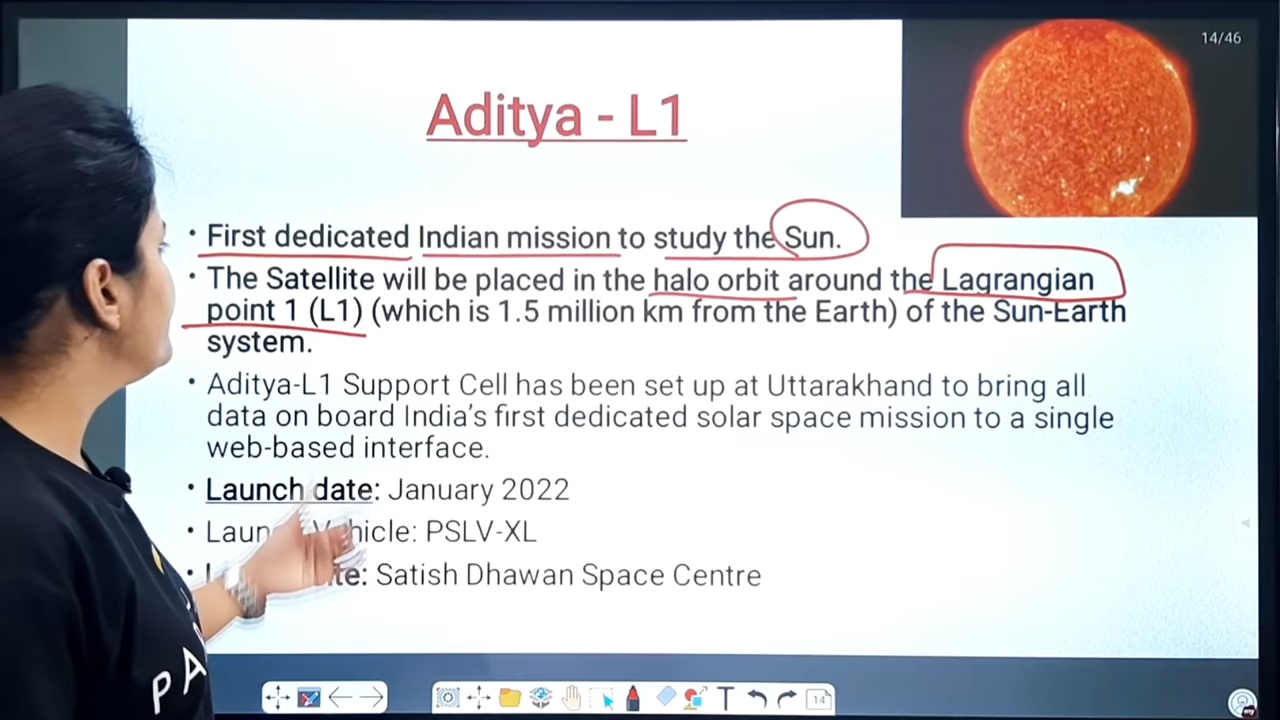 14/46
Aditya - L1
• First dedicated Indian mission to study the Sun.
• The Satellite will be placed in the halo orbit around the Lagrangian
point 1 (L1) (which is 1.5 million km from the Earth) of the Sun-Earth
system.
• Aditya-L1 Support Cell has been set up at Uttarakhand to bring all
data on board India's first dedicated solar space mission to a single
web-based interface.
• Launch date: January 2022
• PSLV-XL
• Satish Dhawan Space Centre
PA
T
14